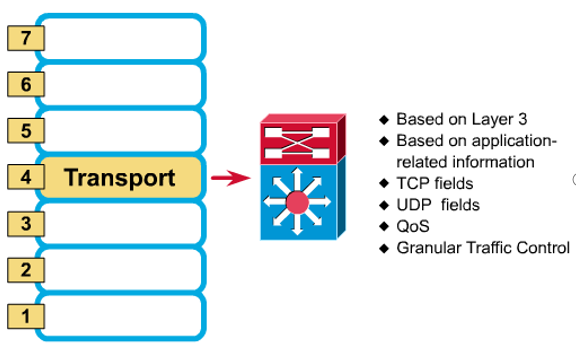 7
6
5
4 Transport
3
2
1
◆ Based on Layer 3
◆ Based on application-
related information
◆ TCP fields
◆ UDP fields
◆ QoS
◆ Granular Traffic Control